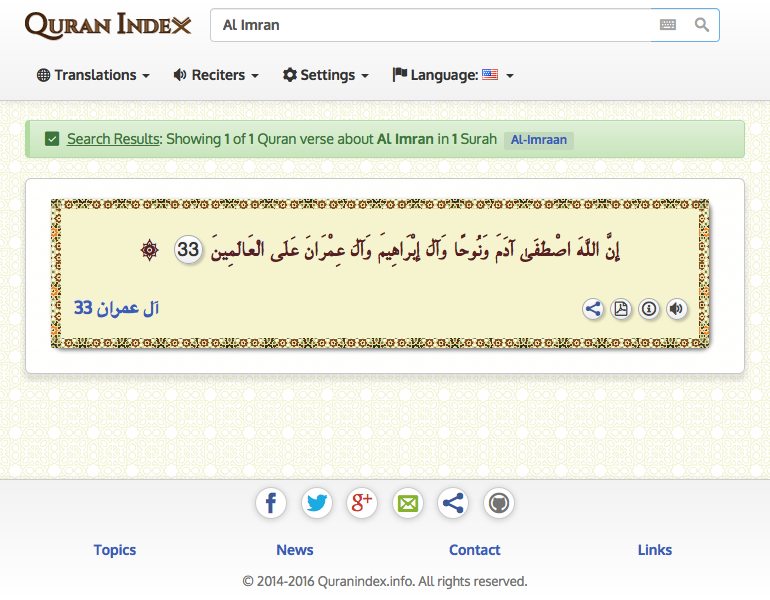 QURAN INDEX
Al Imran
Translations
Reciters
Settings
Language:
Search Results: Showing 1 of 1 Quran verse about AL Imran in 1 Surah Al-Imraan
إِنَّ اللَّهَ اصْطَفَىٰ آدَمَ وَنُوحًا وَآلَ إِبْرَاهِيمَ وَآلَ عِمْرَانَ عَلَى الْعَالَمِينَ 33
آل عمران 33
Topics
News
Contact
Links
© 2014-2016 Quranindex.info. All rights reserved.